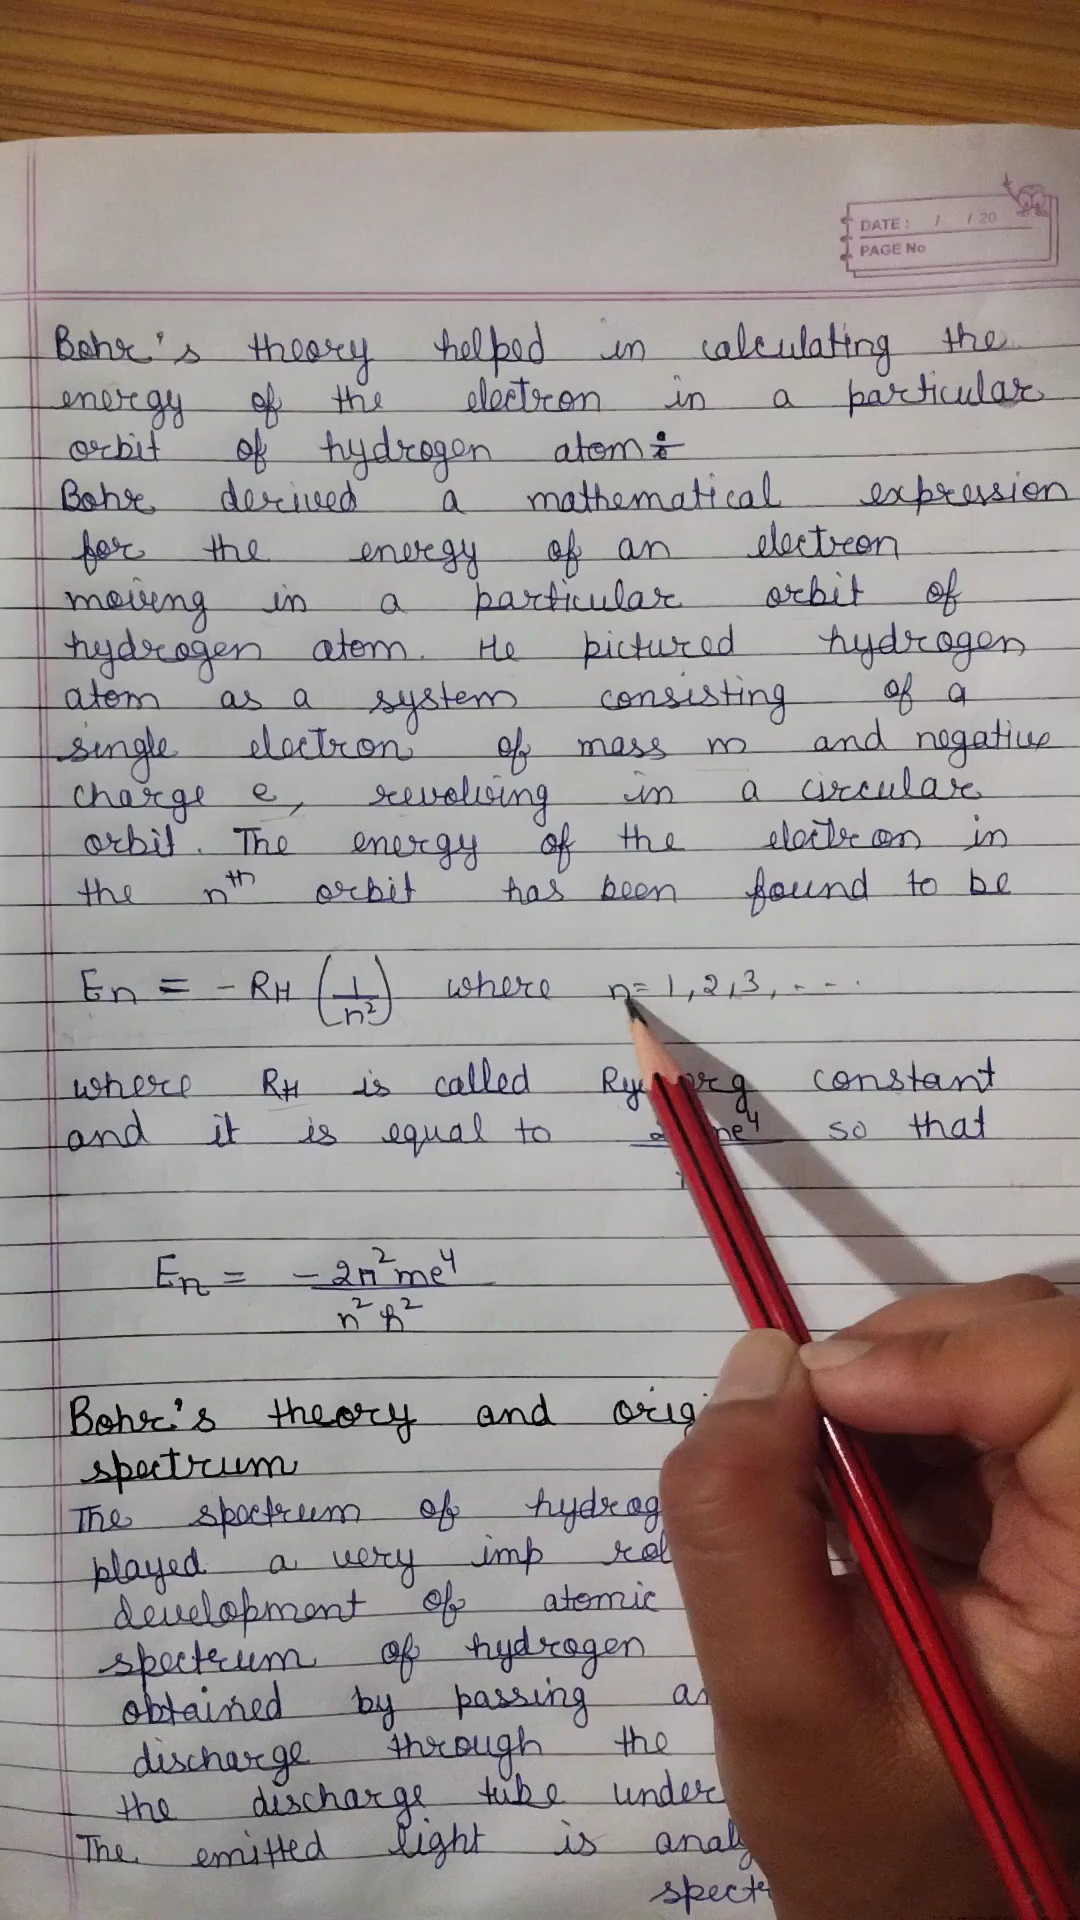 DATE: / / 20
PAGE No
Bohr's theory helped in calculating the
energy of the electron in a particular
orbit of hydrogen atom÷
Bohr derived a mathematical expression
for the energy of an electron
moving in a particular orbit of
hydrogen atom. He pictured hydrogen
atom as a system consisting of a
single electron of mass m and negative
charge e, revolving in a circular
orbit. The energy of the electron in
the nᵗʰ orbit has been found to be
En = -RH (1/n²) where n = 1,2,3, - - .
where RH is called constant
and it is equal to so that
En = -2π²me⁴ / n²h²
Bohr's theory and
spectrum
The spectrum of
played a very imp
development of atomic
spectrum of hydrogen
obtained by passing
discharge through the
the discharge tube under
The emitted light is